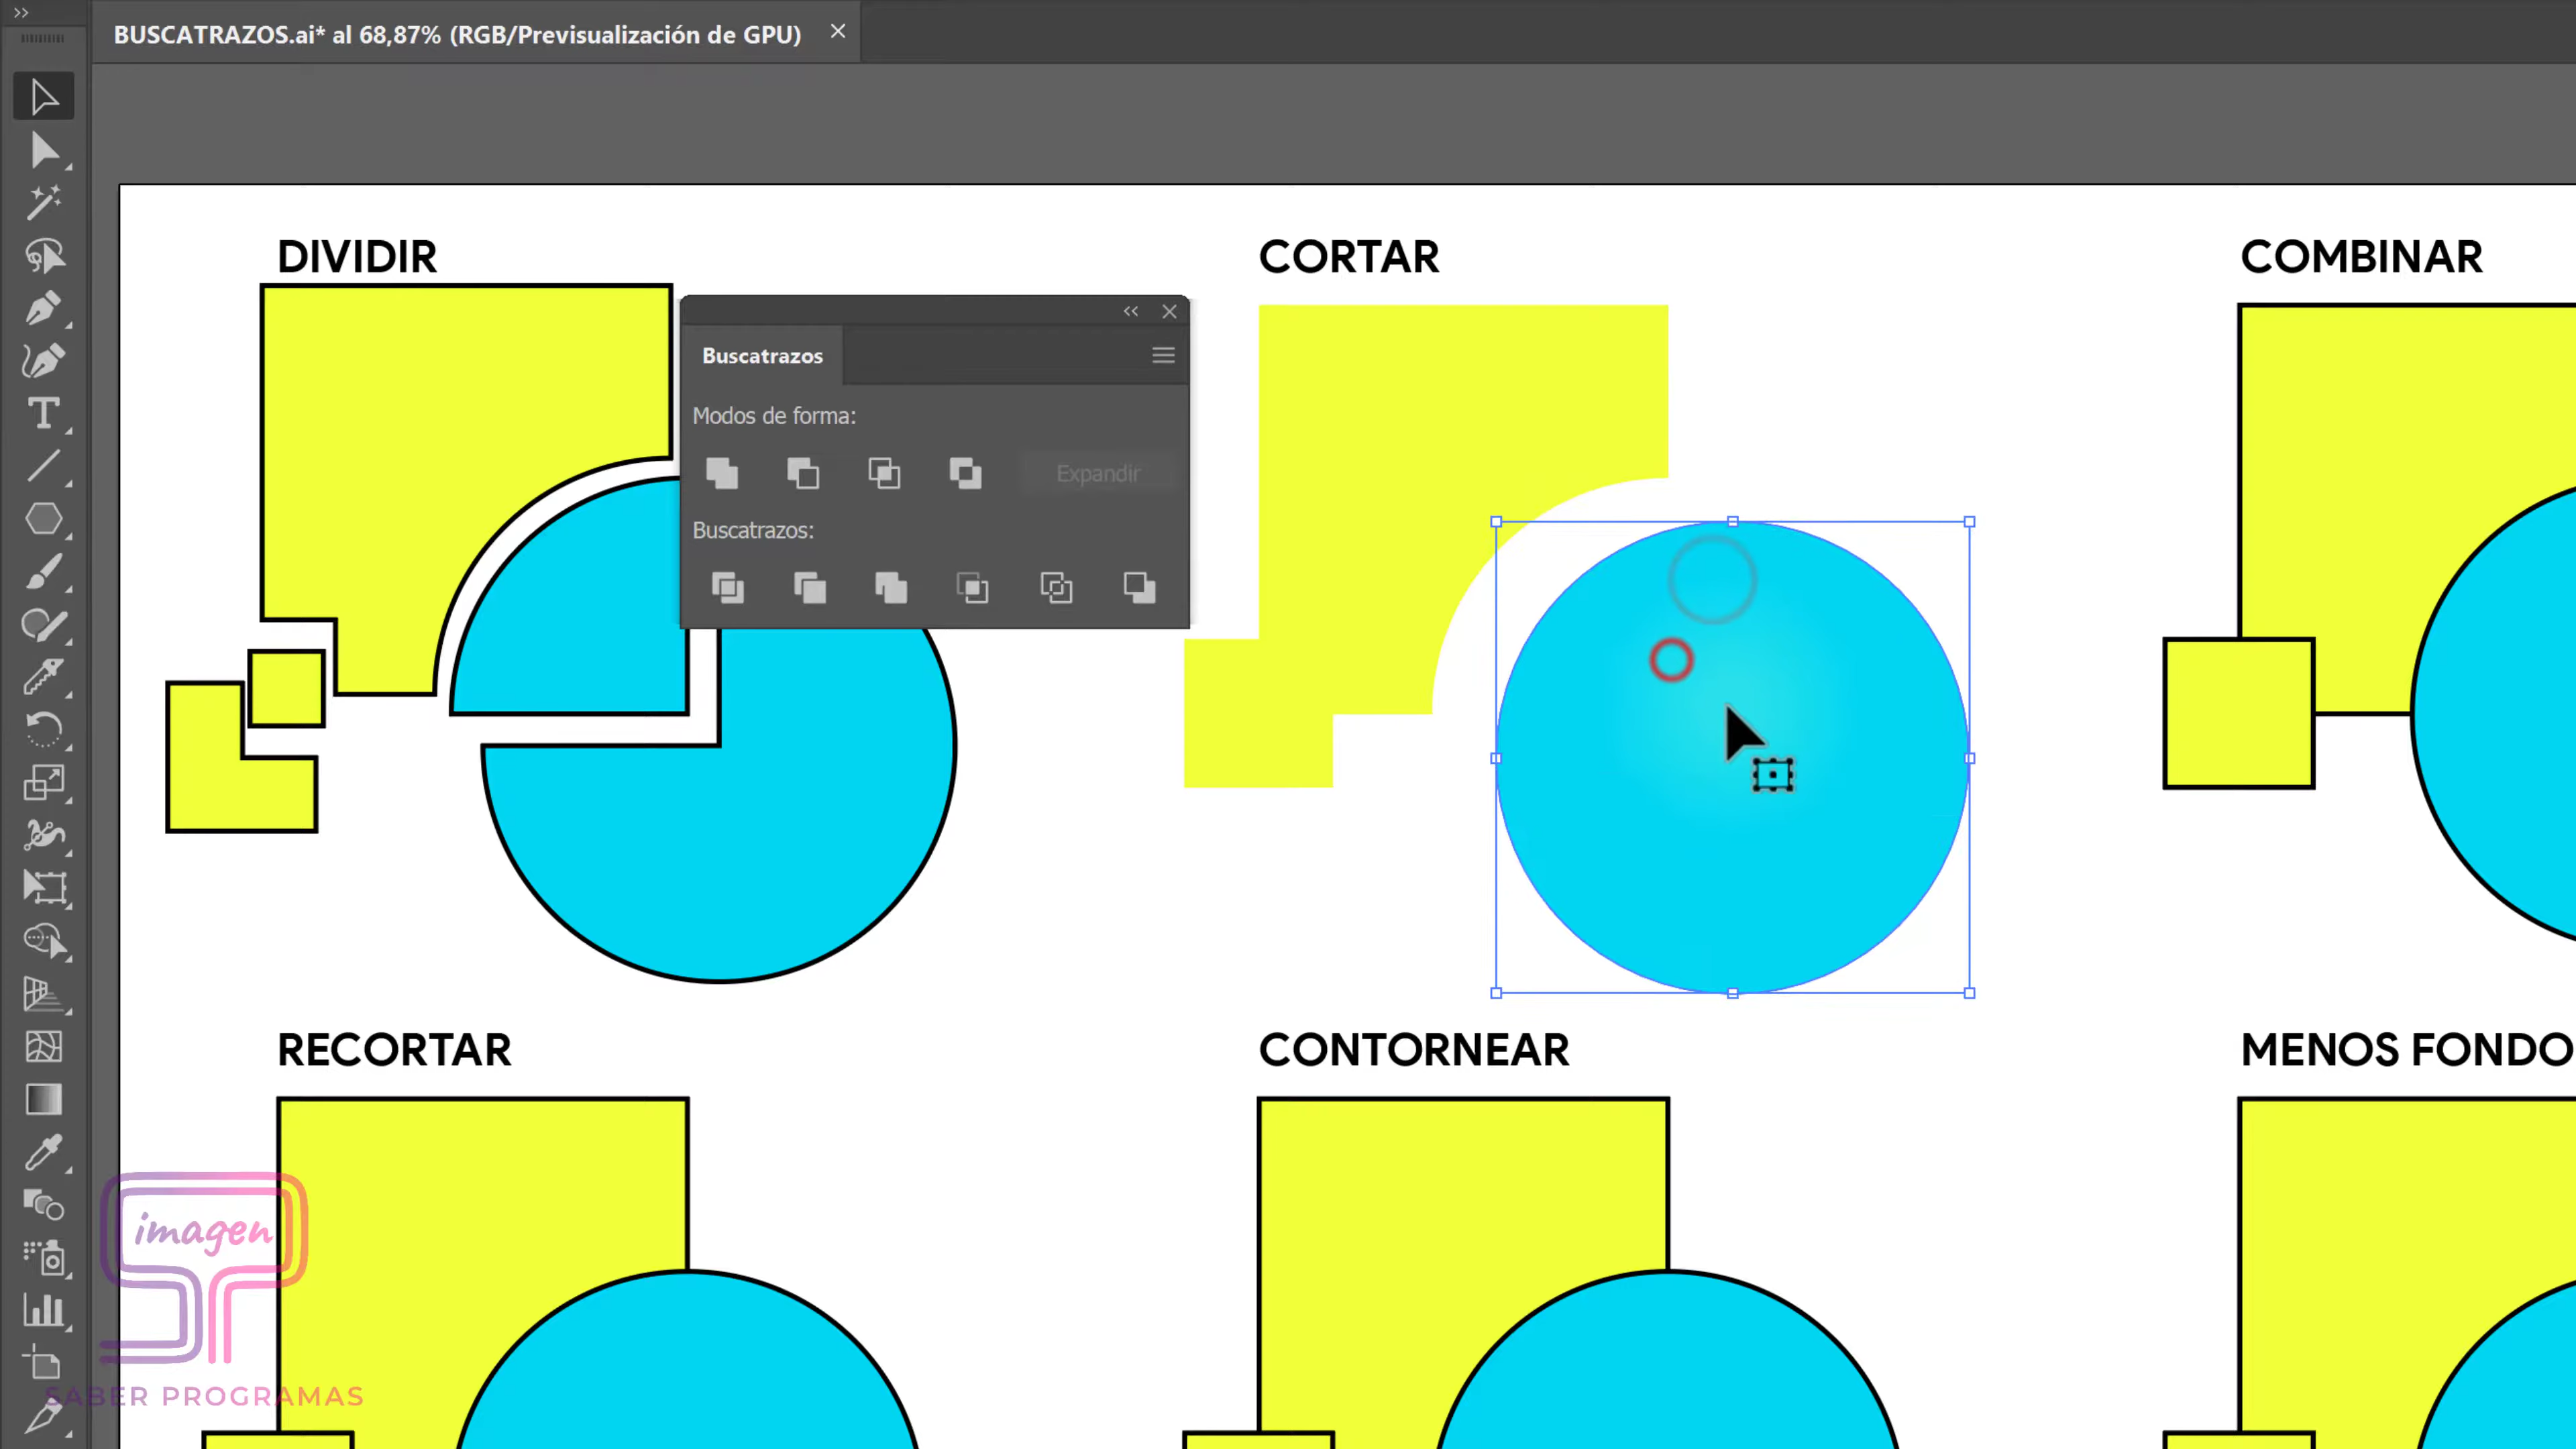 BUSCATRAZOS.ai* al 68,87% (RGB/Previsualización de GPU)
DIVIDIR
CORTAR
COMBINAR
Buscatrazos
Modos de forma:
Expandir
Buscatrazos:
RECORTAR
CONTORNEAR
MENOS FONDO
imagen
SABER PROGRAMAS